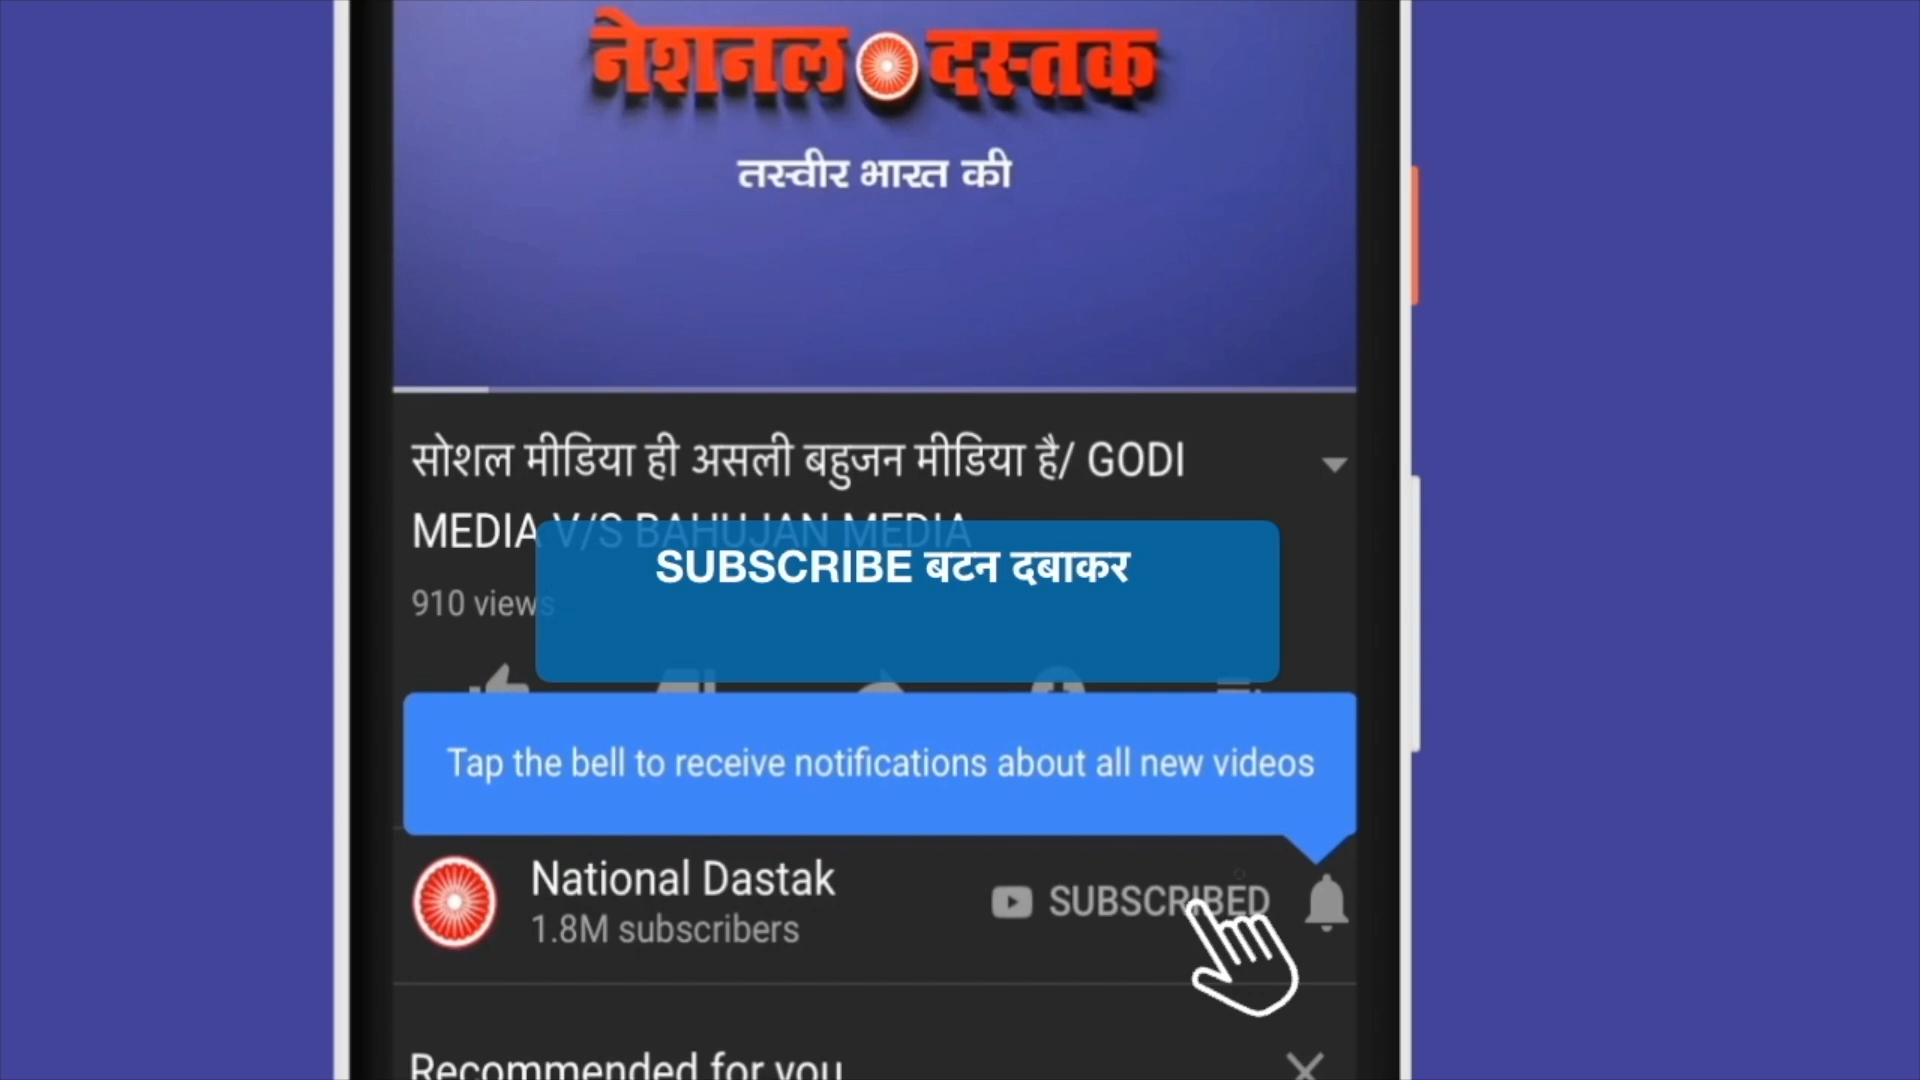 नेशनल दस्तक
तस्वीर भारत की
सोशल मीडिया ही असली बहुजन मीडिया है/ GODI
MEDIA V/S BAHUJAN MEDIA
SUBSCRIBE बटन दबाकर
910 views
Tap the bell to receive notifications about all new videos
National Dastak
SUBSCRIBED
1.8M subscribers
Recommended for you